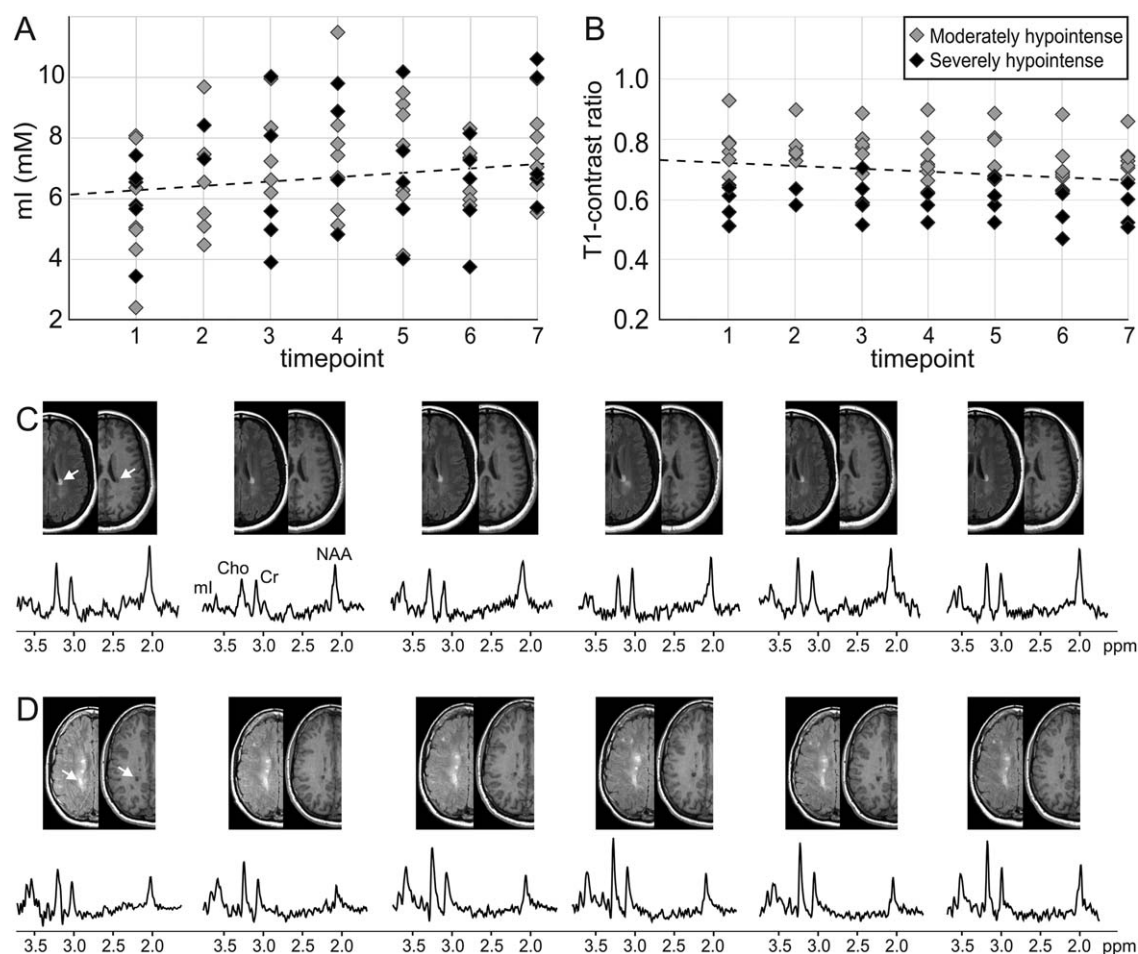 A
mI (mM)
10
8
6
4
2
1 2 3 4 5 6 7
timepoint
B
Moderately hypointense
Severely hypointense
T1-contrast ratio
1.0
0.8
0.6
0.4
0.2
1 2 3 4 5 6 7
timepoint
C
mI Cho Cr NAA
3.5 3.0 2.5 2.0 3.5 3.0 2.5 2.0 3.5 3.0 2.5 2.0 3.5 3.0 2.5 2.0 3.5 3.0 2.5 2.0 3.5 3.0 2.5 2.0 ppm
D
3.5 3.0 2.5 2.0 3.5 3.0 2.5 2.0 3.5 3.0 2.5 2.0 3.5 3.0 2.5 2.0 3.5 3.0 2.5 2.0 3.5 3.0 2.5 2.0 ppm